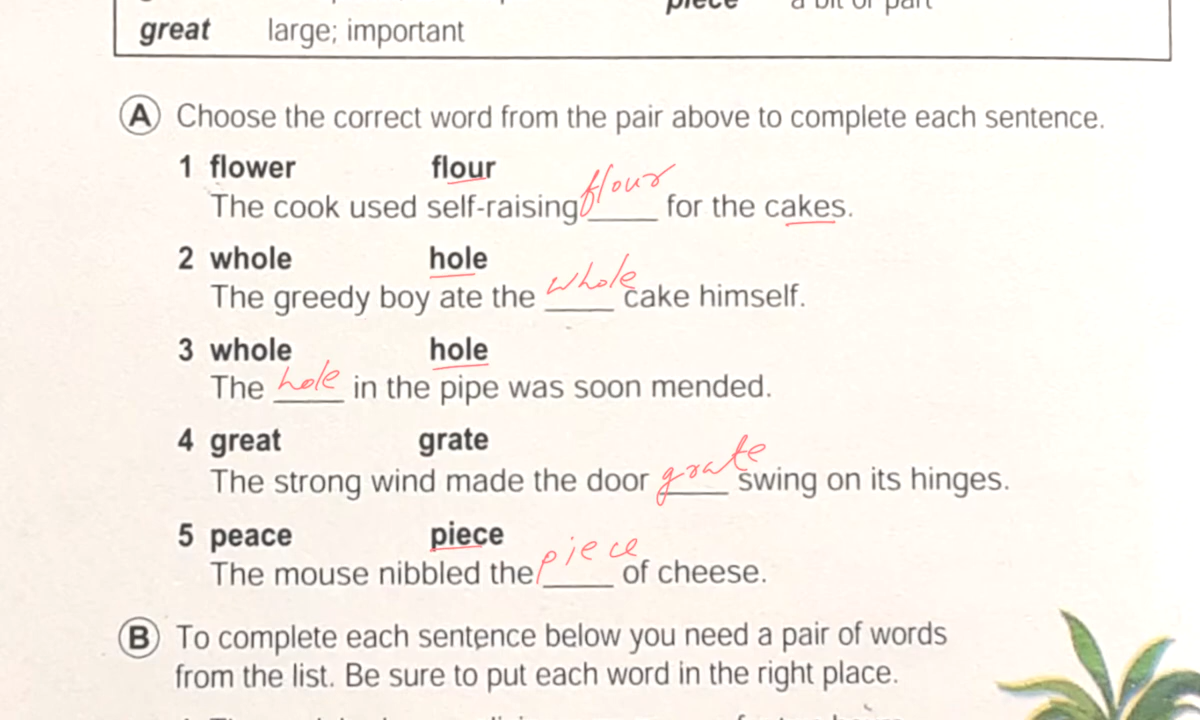 piece a bit or part
great large; important
A Choose the correct word from the pair above to complete each sentence.
1 flower flour
The cook used self-raising flour for the cakes.
2 whole hole
The greedy boy ate the whole cake himself.
3 whole hole
The hole in the pipe was soon mended.
4 great grate
The strong wind made the door grate swing on its hinges.
5 peace piece
The mouse nibbled the piece of cheese.
B To complete each sentence below you need a pair of words
from the list. Be sure to put each word in the right place.